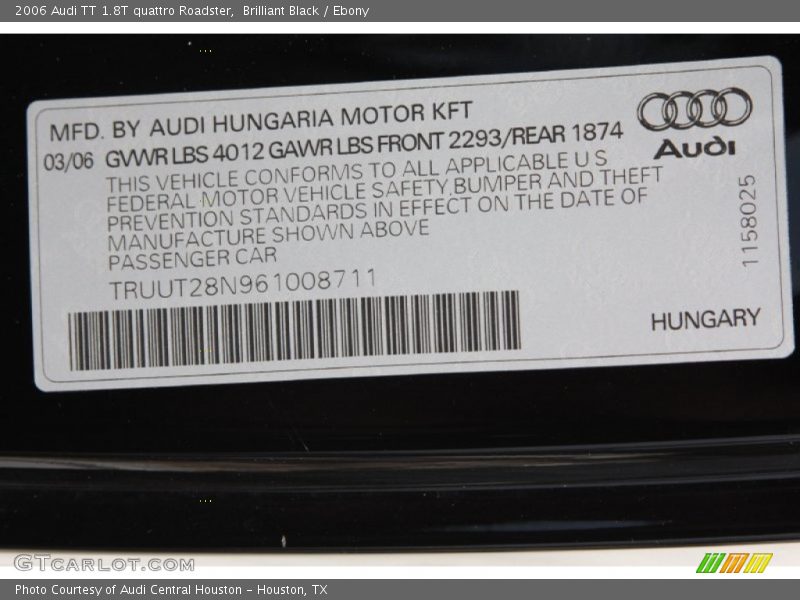 2006 Audi TT 1.8T quattro Roadster,  Brilliant Black / Ebony
MFD. BY AUDI HUNGARIA MOTOR KFT
03/06 GVWR LBS 4012 GAWR LBS FRONT 2293/REAR 1874
THIS VEHICLE CONFORMS TO ALL APPLICABLE U S
FEDERAL MOTOR VEHICLE SAFETY,BUMPER AND THEFT
PREVENTION STANDARDS IN EFFECT ON THE DATE OF
MANUFACTURE SHOWN ABOVE
PASSENGER CAR
TRUUT28N961008711
Audi
1158025
HUNGARY
GTCARLOT.COM
Photo Courtesy of Audi Central Houston - Houston, TX